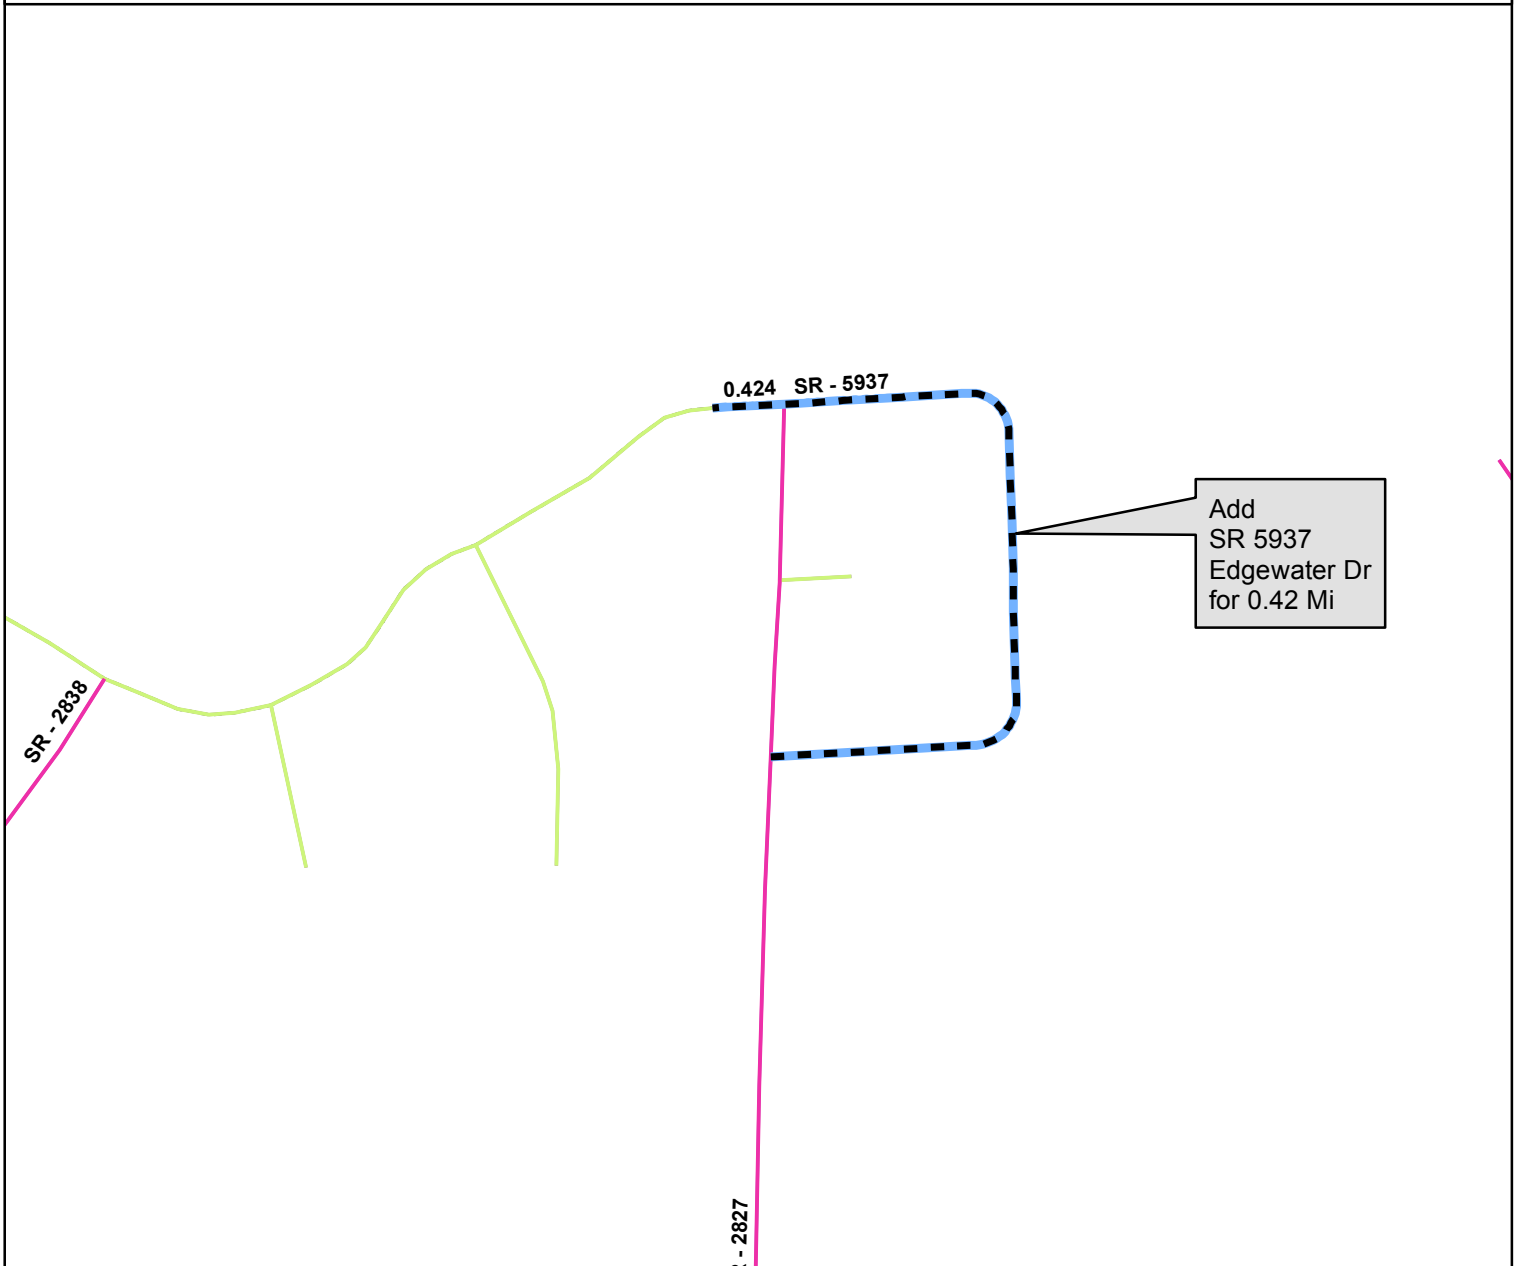 0.424 SR - 5937
Add
SR 5937
Edgewater Dr
for 0.42 Mi
SR - 2838
- 2827